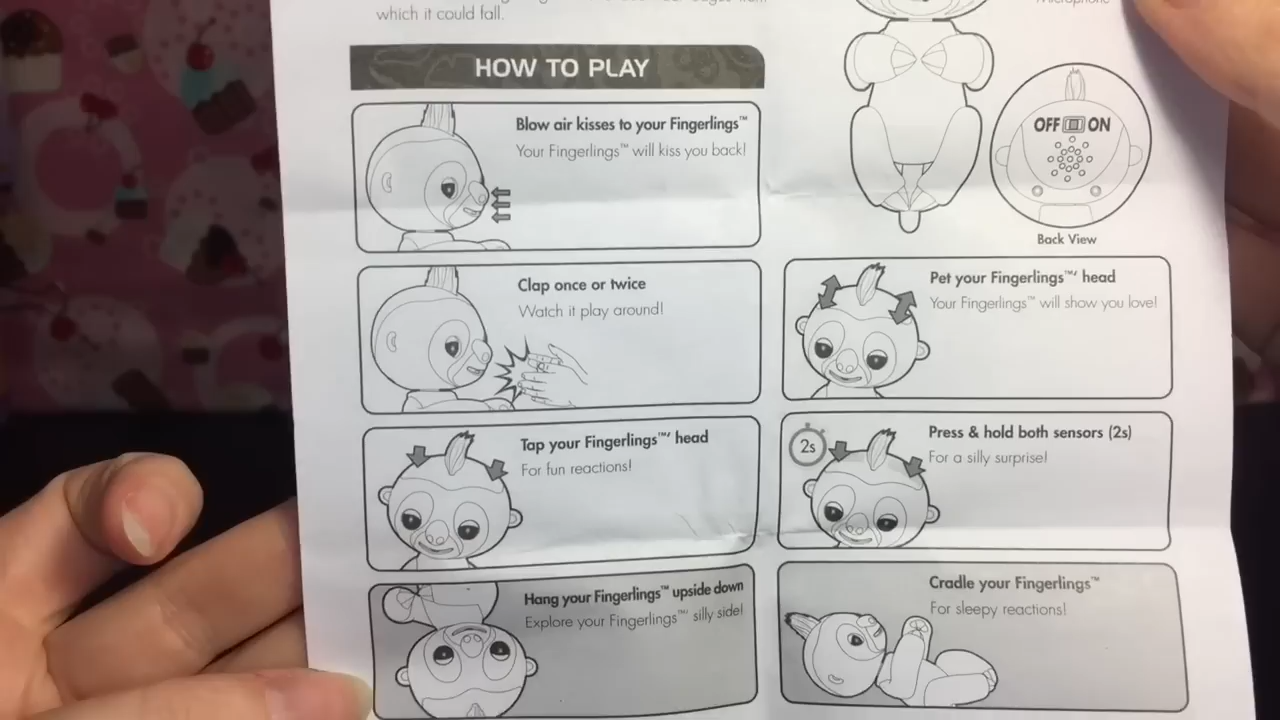 which it could fall.
HOW TO PLAY
Blow air kisses to your Fingerlings™
Your Fingerlings™ will kiss you back!
Clap once or twice
Watch it play around!
Tap your Fingerlings™' head
For fun reactions!
Hang your Fingerlings™ upside down
Explore your Fingerlings™' silly side!
Microphone
OFF ON
Back View
Pet your Fingerlings™' head
Your Fingerlings™ will show you love!
2s
Press & hold both sensors (2s)
For a silly surprise!
Cradle your Fingerlings™
For sleepy reactions!